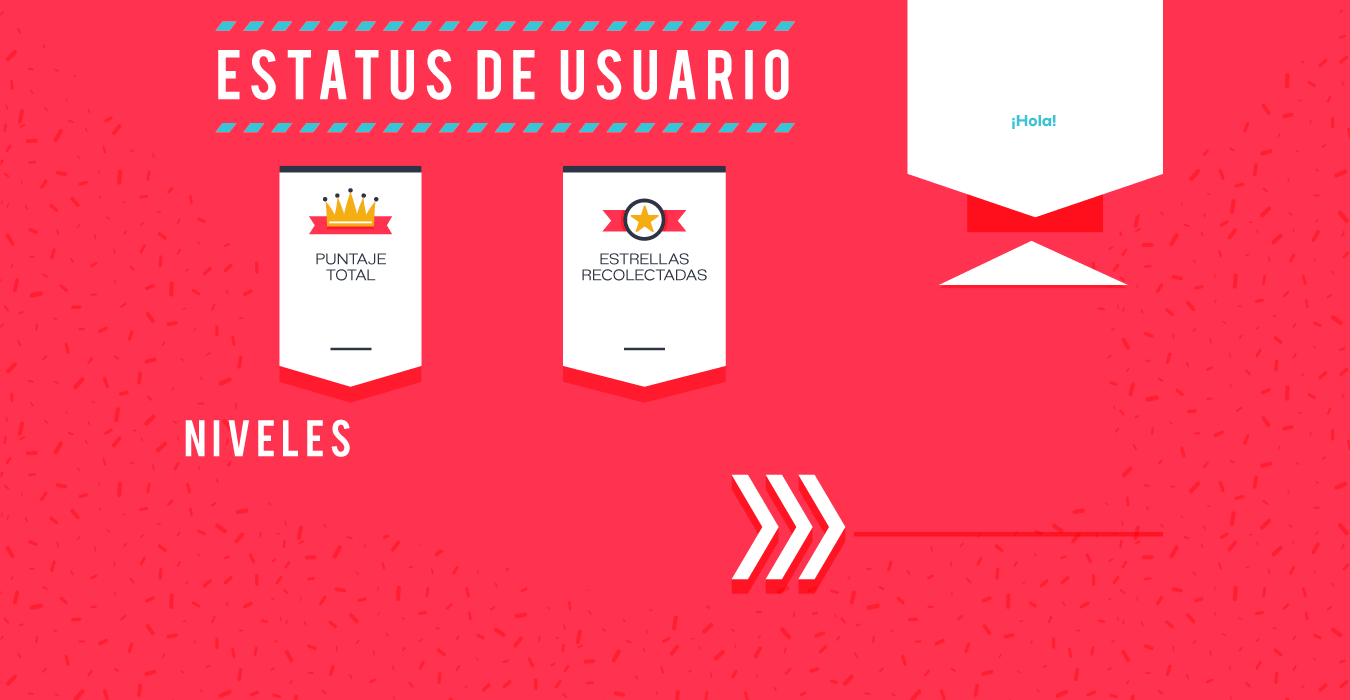 ESTATUS DE USUARIO
¡Hola!
PUNTAJE
TOTAL
ESTRELLAS
RECOLECTADAS
NIVELES